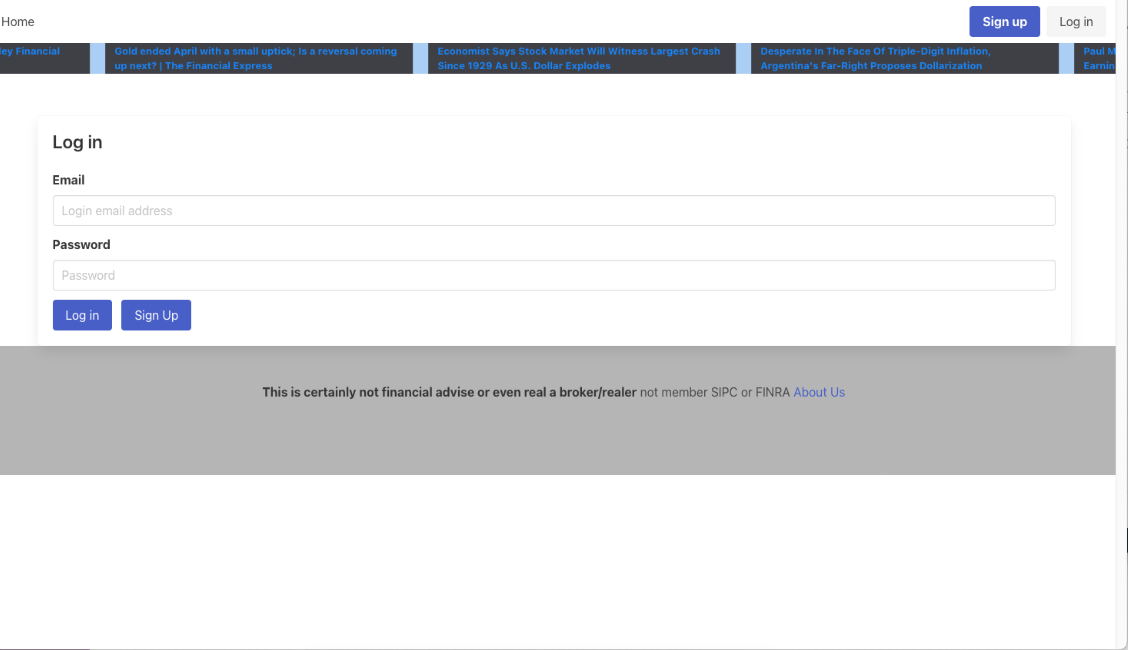 Home
Sign up
Log in
ley Financial
Gold ended April with a small uptick; Is a reversal coming
up next? | The Financial Express
Economist Says Stock Market Will Witness Largest Crash
Since 1929 As U.S. Dollar Explodes
Desperate In The Face Of Triple-Digit Inflation,
Argentina's Far-Right Proposes Dollarization
Paul M
Earnin
Log in
Email
Login email address
Password
Password
Log in
Sign Up
This is certainly not financial advise or even real a broker/realer not member SIPC or FINRA About Us